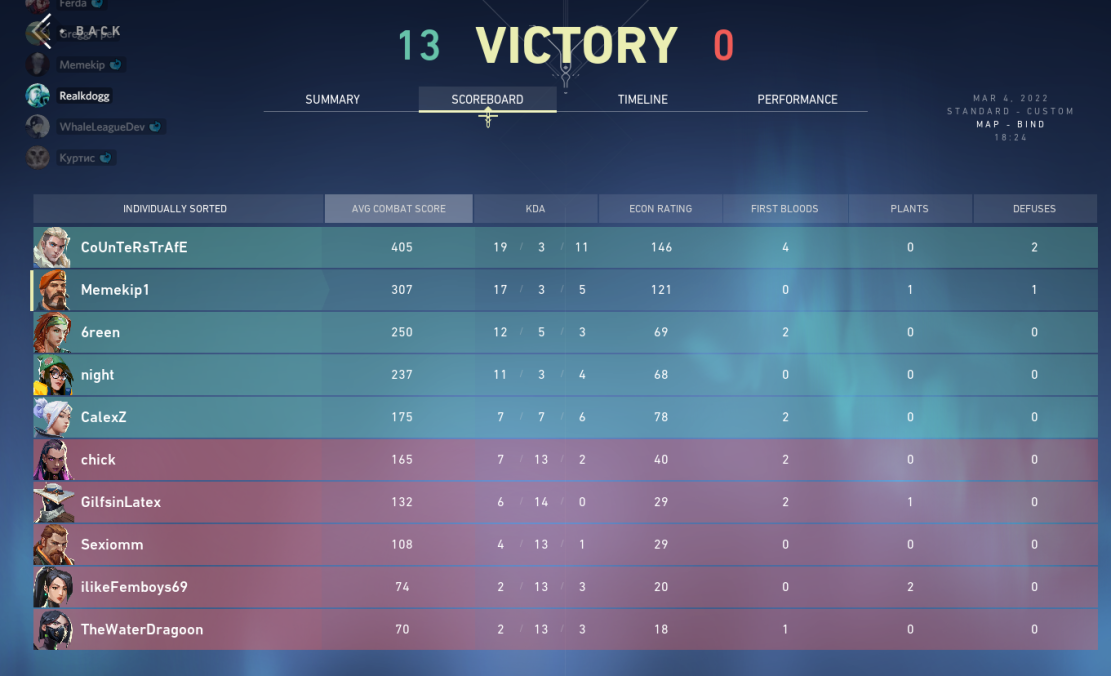 Ferda
BACK
Memekip
Realkdogg
WhaleLeagueDev
Куртис
13 VICTORY 0
SUMMARY SCOREBOARD TIMELINE PERFORMANCE
MAR 4, 2022
STANDARD - CUSTOM
MAP - BIND
18:24
INDIVIDUALLY SORTED AVG COMBAT SCORE KDA ECON RATING FIRST BLOODS PLANTS DEFUSES
CoUnTeRsTrAfE 405 19 / 3 / 11 146 4 0 2
Memekip1 307 17 / 3 / 5 121 0 1 1
6reen 250 12 / 5 / 3 69 2 0 0
night 237 11 / 3 / 4 68 0 0 0
CalexZ 175 7 / 7 / 6 78 2 0 0
chick 165 7 / 13 / 2 40 2 0 0
GilfsinLatex 132 6 / 14 / 0 29 2 1 0
Sexiomm 108 4 / 13 / 1 29 0 0 0
ilikeFemboys69 74 2 / 13 / 3 20 0 2 0
TheWaterDragoon 70 2 / 13 / 3 18 1 0 0